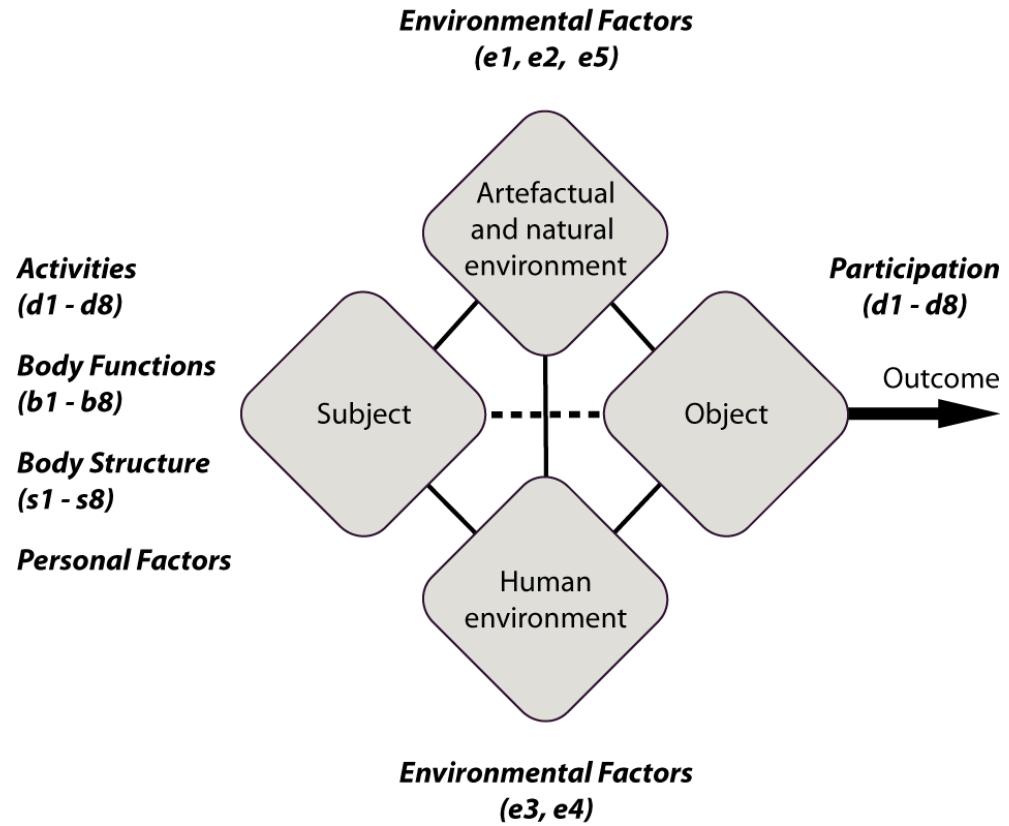 Environmental Factors
(e1, e2, e5)
Artefactual
and natural
environment
Activities
(d1 - d8)
Body Functions
(b1 - b8)
Body Structure
(s1 - s8)
Personal Factors
Subject
Object
Participation
(d1 - d8)
Outcome
Human
environment
Environmental Factors
(e3, e4)